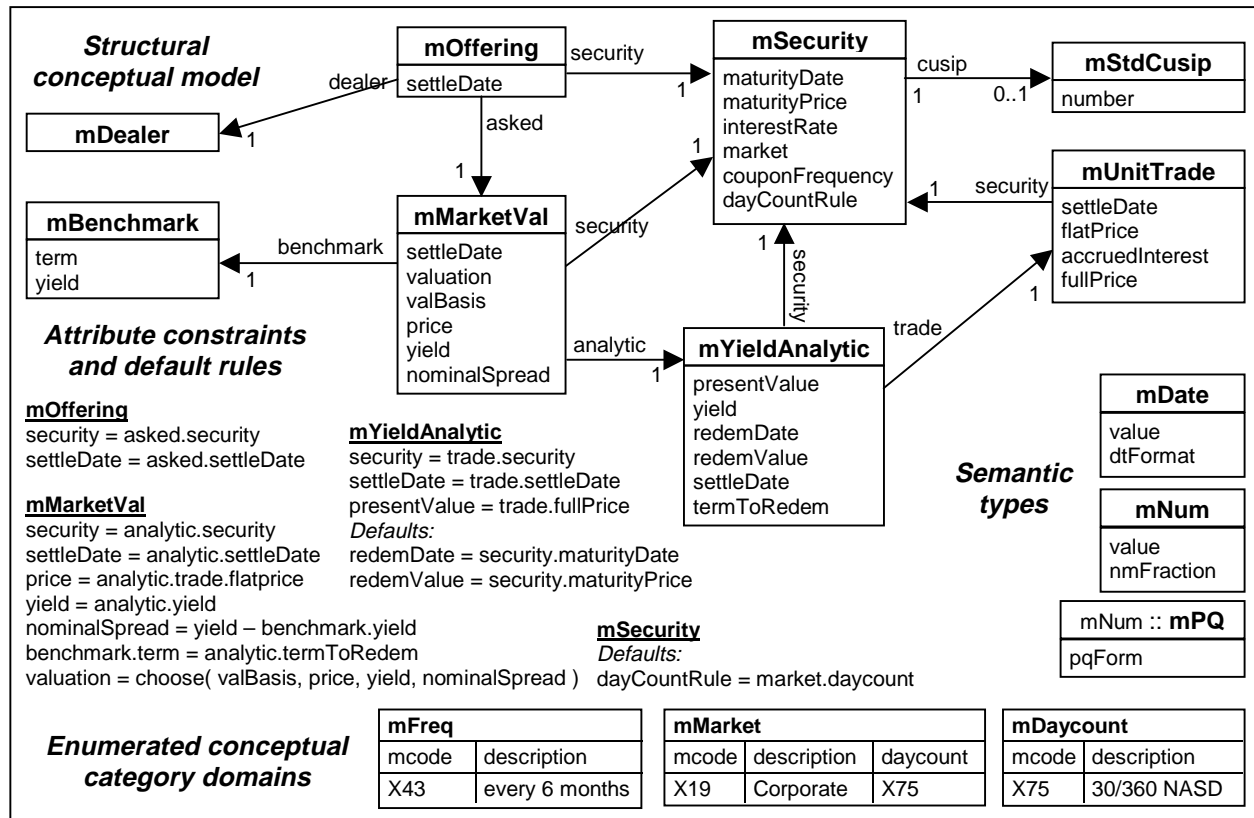 Structural
conceptual model
mOffering
settleDate
security
1
mSecurity
maturityDate
maturityPrice
interestRate
market
couponFrequency
dayCountRule
cusip
1
0..1
mStdCusip
number
dealer
1
mDealer
asked
1
mBenchmark
term
yield
benchmark
1
mMarketVal
settleDate
valuation
valBasis
price
yield
nominalSpread
security
1
1
security
mUnitTrade
settleDate
flatPrice
accruedInterest
fullPrice
1
security
analytic
1
mYieldAnalytic
presentValue
yield
redemDate
redemValue
settleDate
termToRedem
trade
1
Attribute constraints
and default rules
mOffering
security = asked.security
settleDate = asked.settleDate
mMarketVal
security = analytic.security
settleDate = analytic.settleDate
price = analytic.trade.flatprice
yield = analytic.yield
nominalSpread = yield – benchmark.yield
benchmark.term = analytic.termToRedem
valuation = choose( valBasis, price, yield, nominalSpread )
mYieldAnalytic
security = trade.security
settleDate = trade.settleDate
presentValue = trade.fullPrice
Defaults:
redemDate = security.maturityDate
redemValue = security.maturityPrice
mSecurity
Defaults:
dayCountRule = market.daycount
Semantic
types
mDate
value
dtFormat
mNum
value
nmFraction
mNum :: mPQ
pqForm
Enumerated conceptual
category domains
mFreq
mcode description
X43 every 6 months
mMarket
mcode description daycount
X19 Corporate X75
mDaycount
mcode description
X75 30/360 NASD